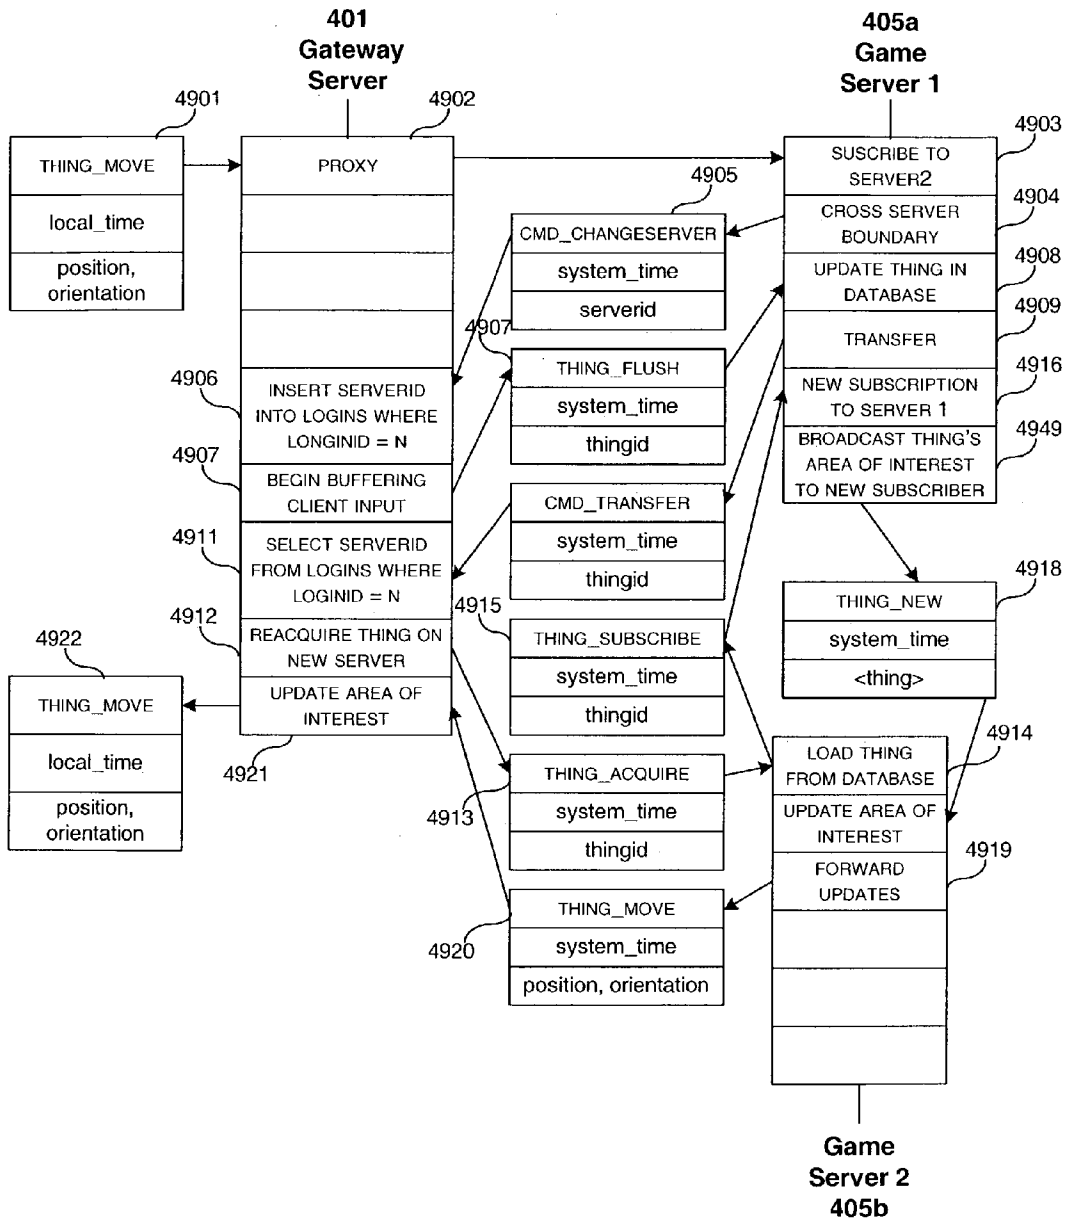 401
Gateway
Server
405a
Game
Server 1
4901
THING_MOVE
local_time
position,
orientation
4902
PROXY
4903
SUSCRIBE TO
SERVER2
4904
CROSS SERVER
BOUNDARY
4905
CMD_CHANGESERVER
system_time
serverid
4908
UPDATE THING IN
DATABASE
4909
TRANSFER
4906
INSERT SERVERID
INTO LOGINS WHERE
LONGINID = N
4907
THING_FLUSH
system_time
thingid
4916
NEW SUBSCRIPTION
TO SERVER 1
4949
BROADCAST THING'S
AREA OF INTEREST
TO NEW SUBSCRIBER
4907
BEGIN BUFFERING
CLIENT INPUT
CMD_TRANSFER
system_time
thingid
4911
SELECT SERVERID
FROM LOGINS WHERE
LOGINID = N
4918
THING_NEW
system_time
<thing>
4912
REACQUIRE THING ON
NEW SERVER
4915
THING_SUBSCRIBE
system_time
thingid
4922
THING_MOVE
local_time
position,
orientation
UPDATE AREA OF
INTEREST
4921
4914
LOAD THING
FROM DATABASE
UPDATE AREA OF
INTEREST
4919
FORWARD
UPDATES
4913
THING_ACQUIRE
system_time
thingid
4920
THING_MOVE
system_time
position, orientation
Game
Server 2
405b